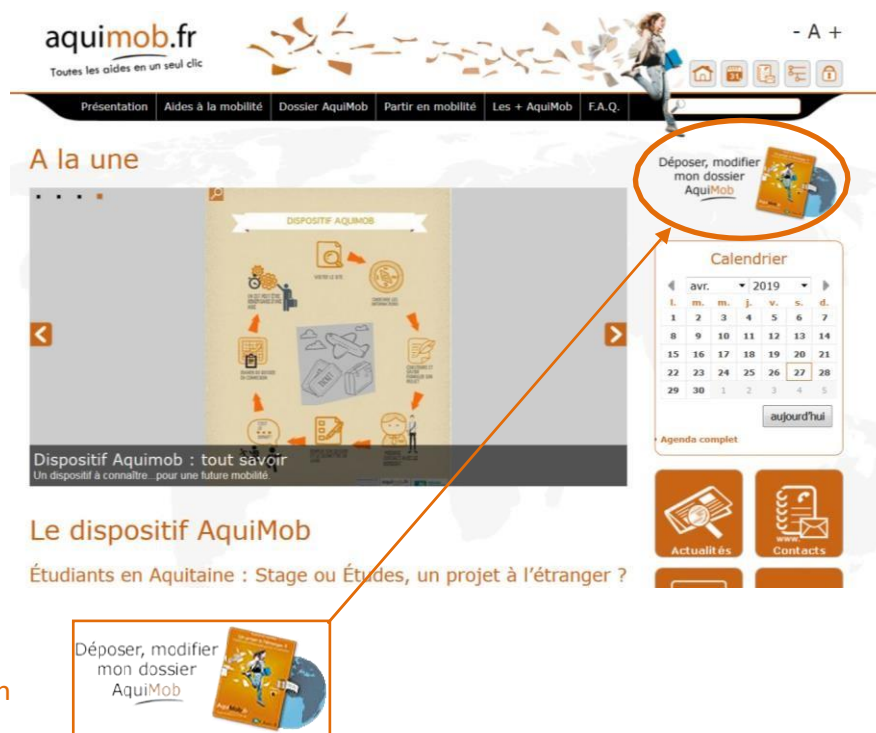 aquimob.fr
Toutes les aides en un seul clic
- A +
Présentation
Aides à la mobilité
Dossier AquiMob
Partir en mobilité
Les + AquiMob
F.A.Q.
A la une
Déposer, modifier
mon dossier
AquiMob
DISPOSITIF AQUIMOB
VISITER LE SITE
TICKET
Dispositif Aquimob : tout savoir
Un dispositif à connaître...pour une future mobilité.
Calendrier
avr. 2019
l. m. m. j. v. s. d.
1 2 3 4 5 6 7
8 9 10 11 12 13 14
15 16 17 18 19 20 21
22 23 24 25 26 27 28
29 30 1 2 3 4 5
aujourd'hui
Agenda complet
Actualités
www.
Contacts
Le dispositif AquiMob
Étudiants en Aquitaine : Stage ou Études, un projet à l'étranger ?
Déposer, modifier
mon dossier
AquiMob
n